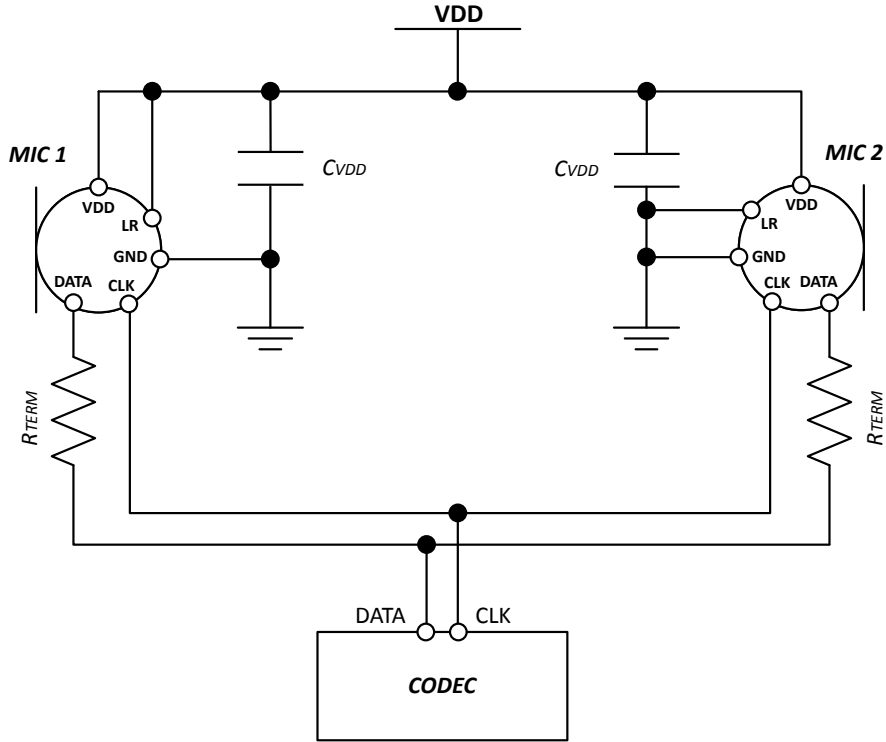 VDD
MIC 1
MIC 2
CVDD
CVDD
VDD
LR
GND
DATA
CLK
VDD
LR
GND
CLK
DATA
RTERM
RTERM
DATA
CLK
CODEC